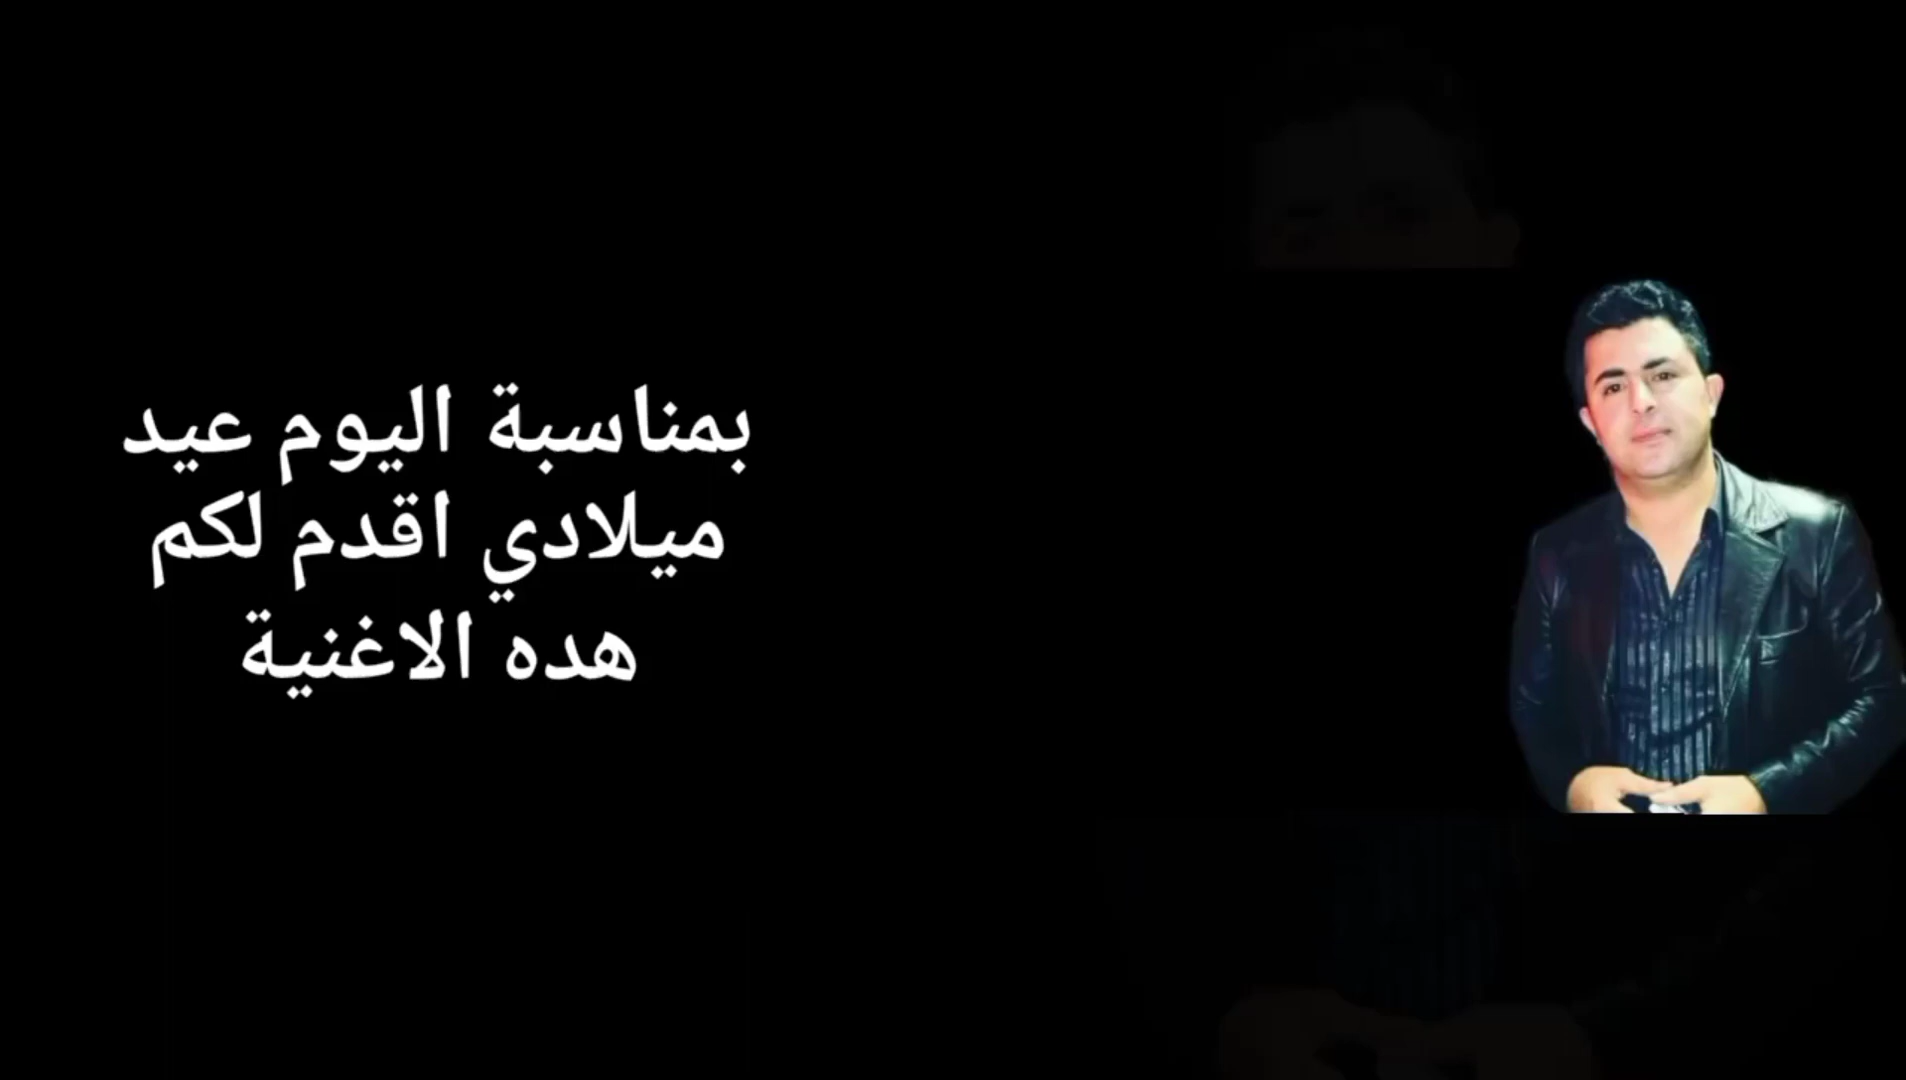 بمناسبة اليوم عيد
ميلادي اقدم لكم
هده الاغنية